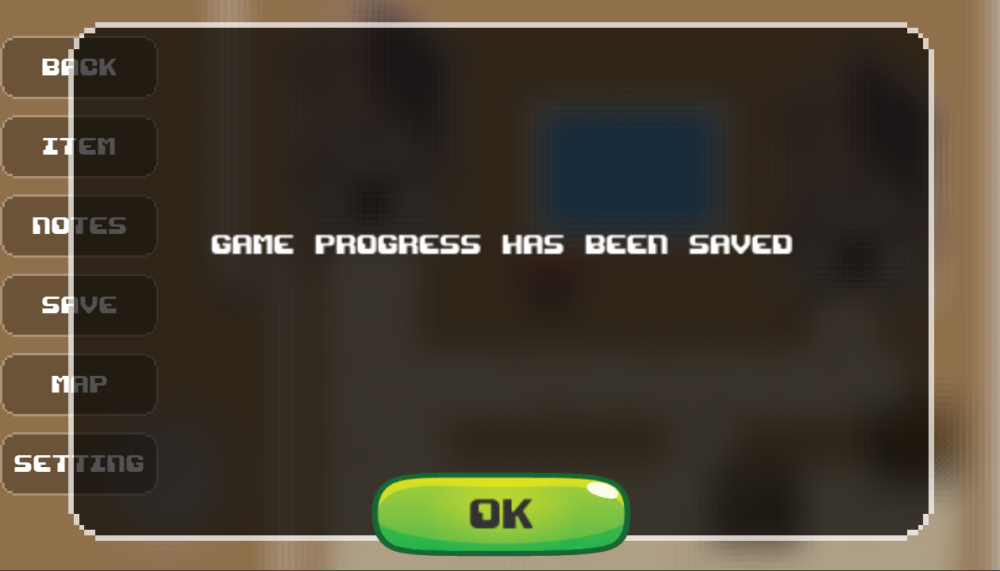 BACK
ITEM
NOTES
SAVE
MAP
SETTING
GAME PROGRESS HAS BEEN SAVED
OK